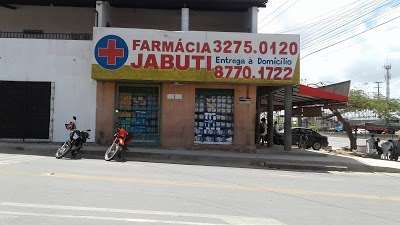 FARMÁCIA 3275.0120
JABUTI Entrega à Domicílio
8770.1722